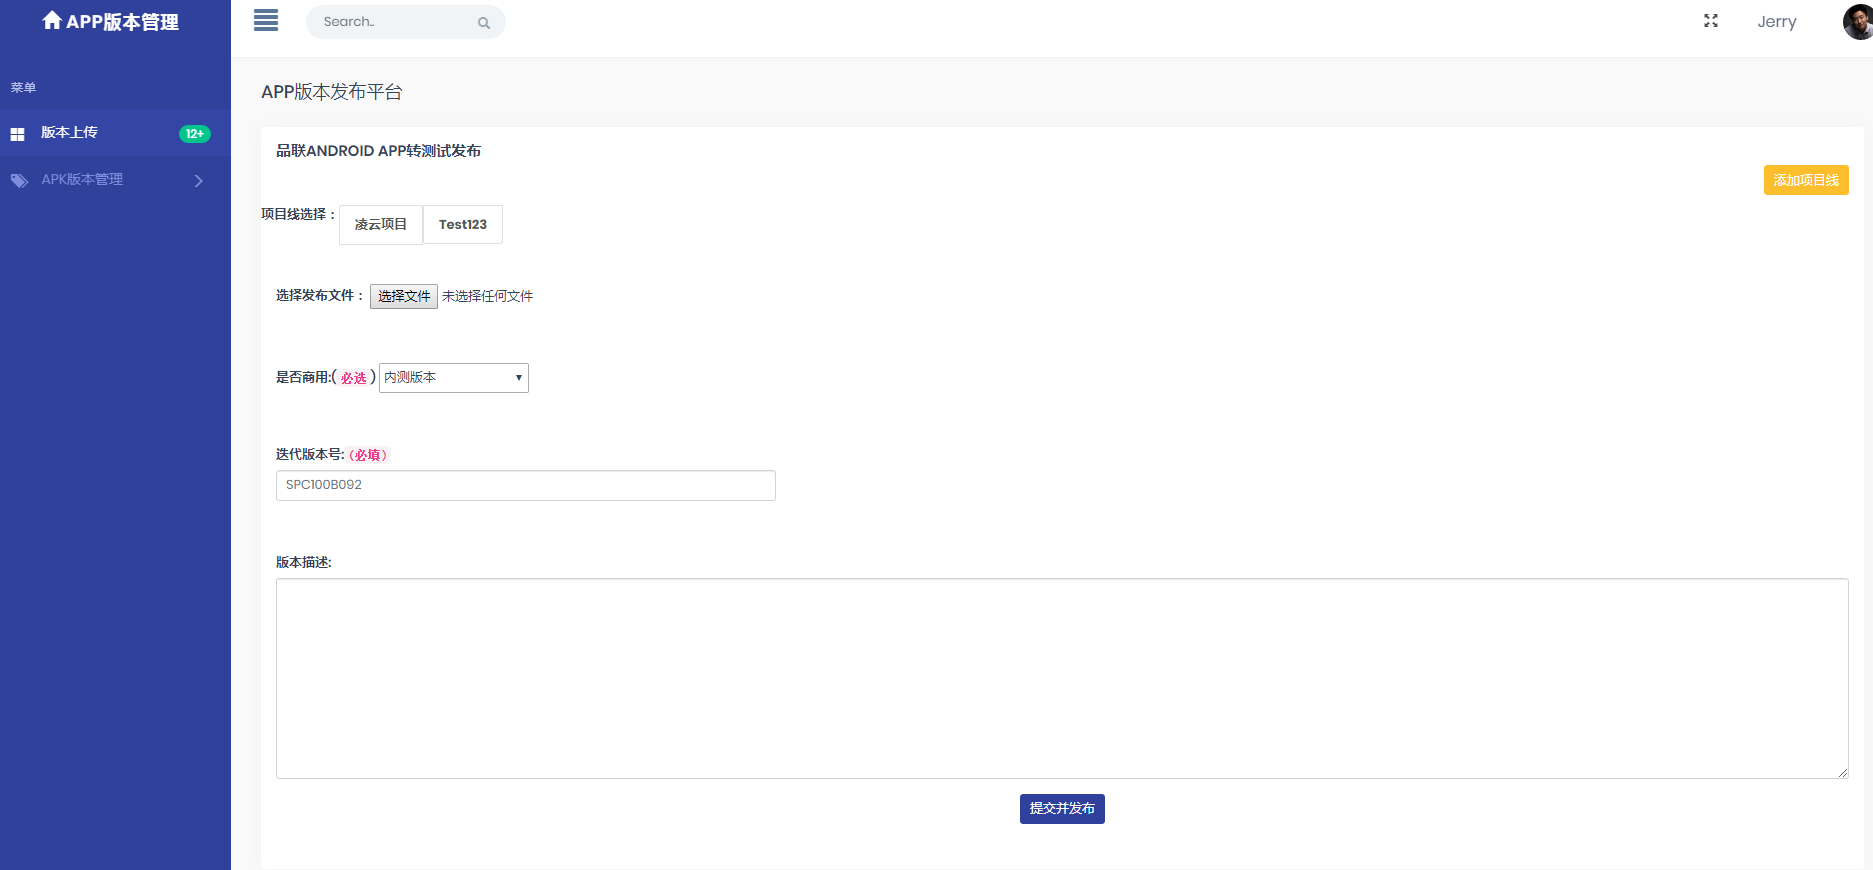 APP版本管理
Search..
Jerry
菜单
版本上传
12+
APK版本管理
APP版本发布平台
品联ANDROID APP转测试发布
添加项目线
项目线选择：
凌云项目
Test123
选择发布文件：
选择文件 未选择任何文件
是否商用:(必选)
内测版本
迭代版本号:(必填)
SPC100B092
版本描述:
提交并发布